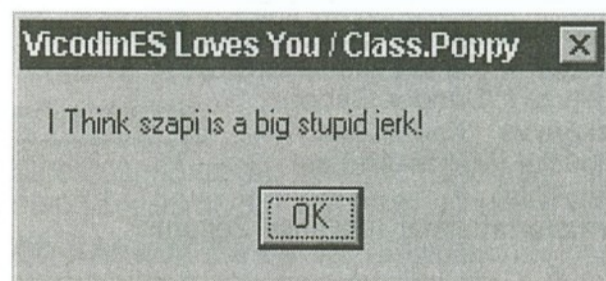 VicodinES Loves You / Class.Poppy
I Think szapi is a big stupid jerk!
OK